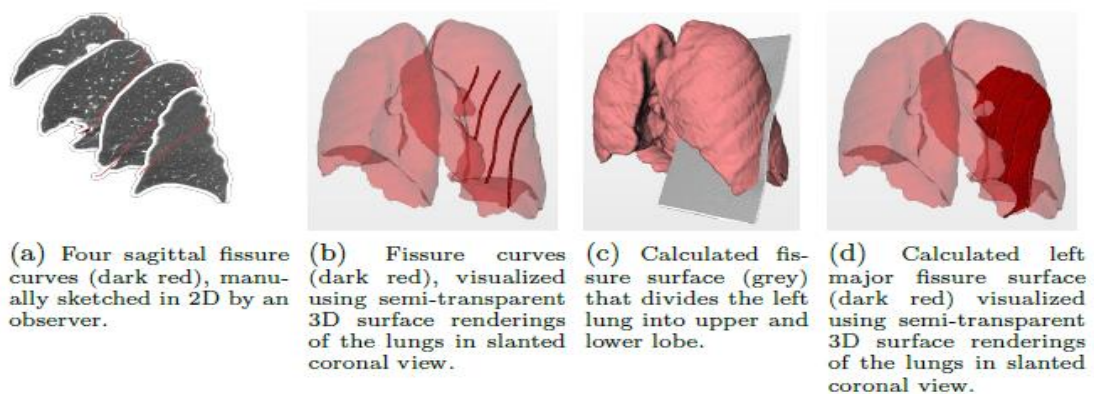 (a) Four sagittal fissure
curves (dark red), manu-
ally sketched in 2D by an
observer.
(b) Fissure curves
(dark red), visualized
using semi-transparent
3D surface renderings
of the lungs in slanted
coronal view.
(c) Calculated fis-
sure surface (grey)
that divides the left
lung into upper and
lower lobe.
(d) Calculated left
major fissure surface
(dark red) visualized
using semi-transparent
3D surface renderings
of the lungs in slanted
coronal view.